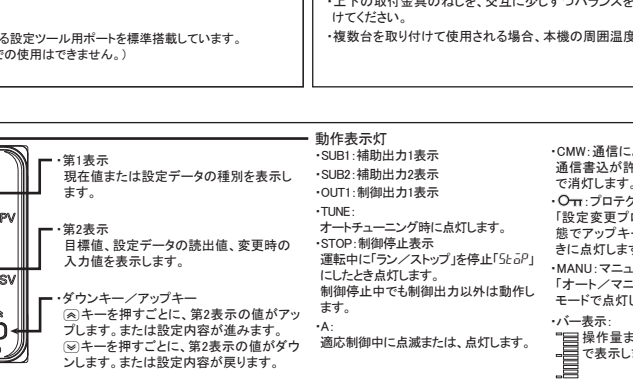 ・上下の取付金具のねじを、交互に少しずつバランスを
けてください。
・複数台を取り付けて使用される場合、本機の周囲温度
る設定ツール用ポートを標準搭載しています。
での使用はできません。）
・第1表示
現在値または設定データの種別を表示し
ます。
PV
・第2表示
目標値、設定データの読出値、変更時の
入力値を表示します。
SV
・ダウンキー／アップキー
キーを押すごとに、第2表示の値がアッ
プします。または設定内容が進みます。
キーを押すごとに、第2表示の値がダウ
ンします。または設定内容が戻ります。
動作表示灯
・SUB1：補助出力1表示
・SUB2：補助出力2表示
・OUT1：制御出力1表示
・TUNE：
オートチューニング時に点灯します。
・STOP：制御停止表示
運転中に「ラン／ストップ」を停止「StoP」
にしたとき点灯します。
制御停止中でも制御出力以外は動作し
ます。
・A：
適応制御中に点滅または、点灯します。
・CMW：通信に
通信書込が許
で消灯します。
：プロテク
「設定変更プロ
態でアップキー
きに点灯します
・MANU：マニュ
「オート／マニ
モードで点灯し
・バー表示：
操作量ま
で表示し